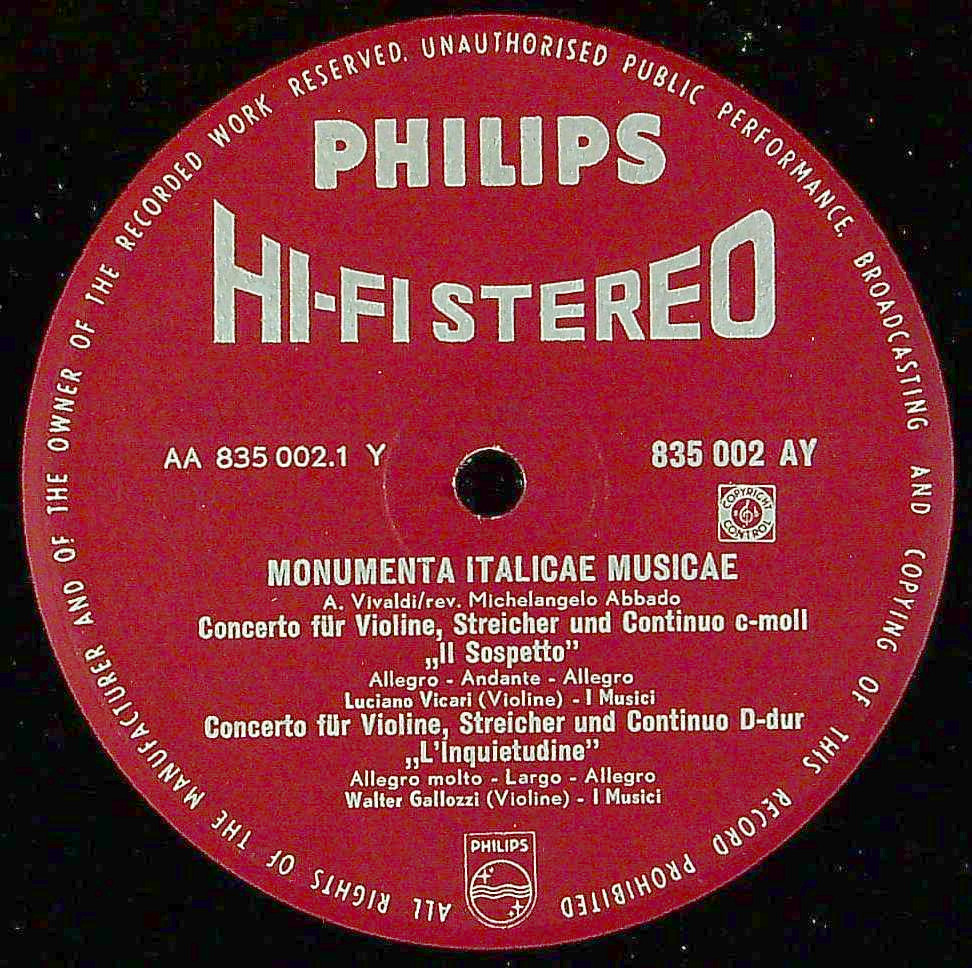 ALL RIGHTS OF THE MANUFACTURER AND OF THE OWNER OF THE RECORDED WORK RESERVED. UNAUTHORISED PUBLIC PERFORMANCE, BROADCASTING AND COPYING OF THIS RECORD PROHIBITED
PHILIPS
HI-FI STEREO
AA 835 002.1 Y
835 002 AY
COPYRIGHT
CONTROL
MONUMENTA ITALICAE MUSICAE
A. Vivaldi/rev. Michelangelo Abbado
Concerto für Violine, Streicher und Continuo c-moll
„Il Sospetto”
Allegro - Andante - Allegro
Luciano Vicari (Violine) - I Musici
Concerto für Violine, Streicher und Continuo D-dur
„L'Inquietudine”
Allegro molto - Largo - Allegro
Walter Gallozzi (Violine) - I Musici
PHILIPS